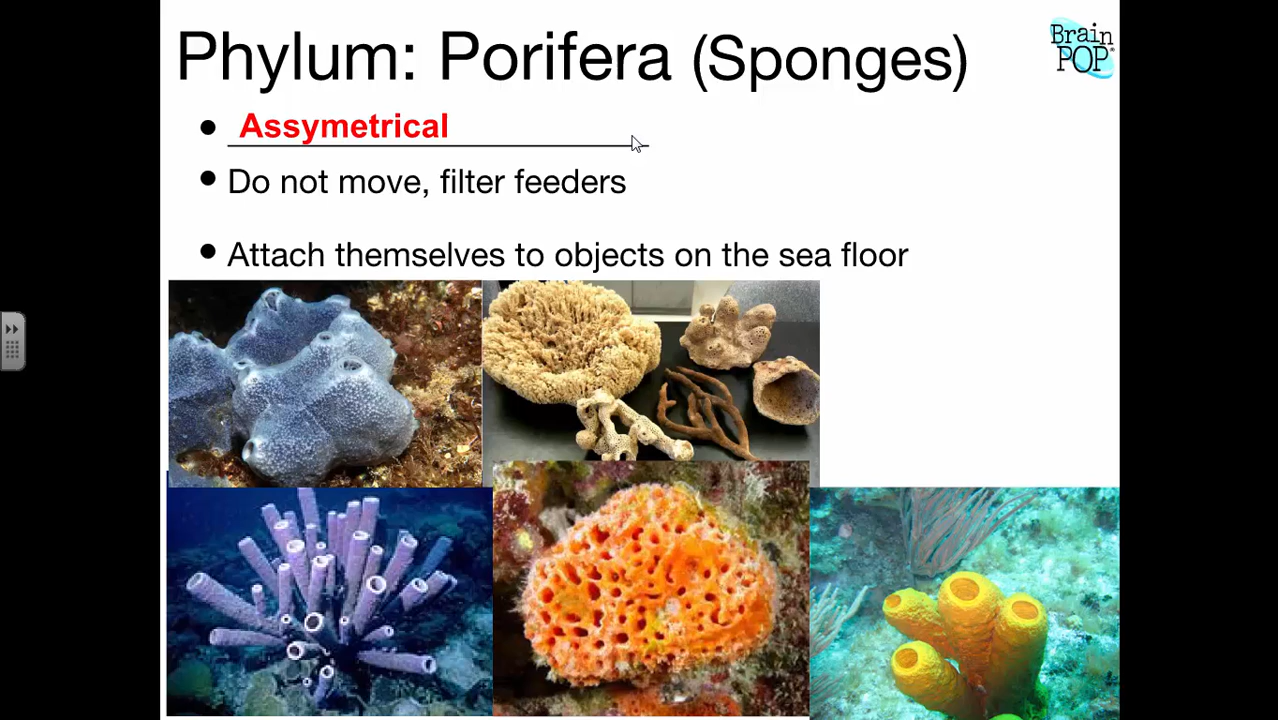 Phylum: Porifera (Sponges)
Brain
POP®
Assymetrical
Do not move, filter feeders
Attach themselves to objects on the sea floor